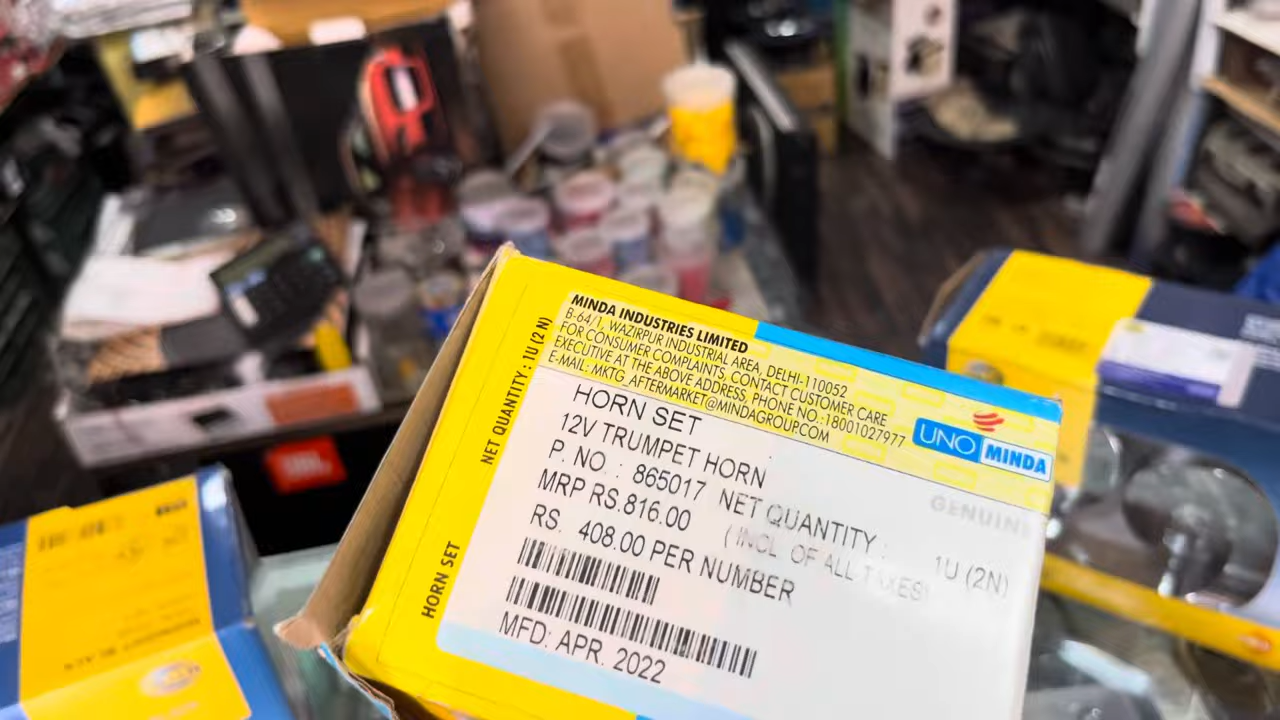 MINDA INDUSTRIES LIMITED
B-64/1, WAZIRPUR INDUSTRIAL AREA, DELHI-110052
FOR CONSUMER COMPLAINTS, CONTACT CUSTOMER CARE
EXECUTIVE AT THE ABOVE ADDRESS, PHONE NO.:18001027977
E-MAIL: MKTG_AFTERMARKET@MINDAGROUP.COM
UNO MINDA
GENUINE
NET QUANTITY : 1U (2 N)
HORN SET
HORN SET
12V TRUMPET HORN
P. NO. : 865017 NET QUANTITY : 1U (2N)
MRP RS.816.00 ( INCL OF ALL-TAXES)
RS. 408.00 PER NUMBER
MFD: APR. 2022
JBL